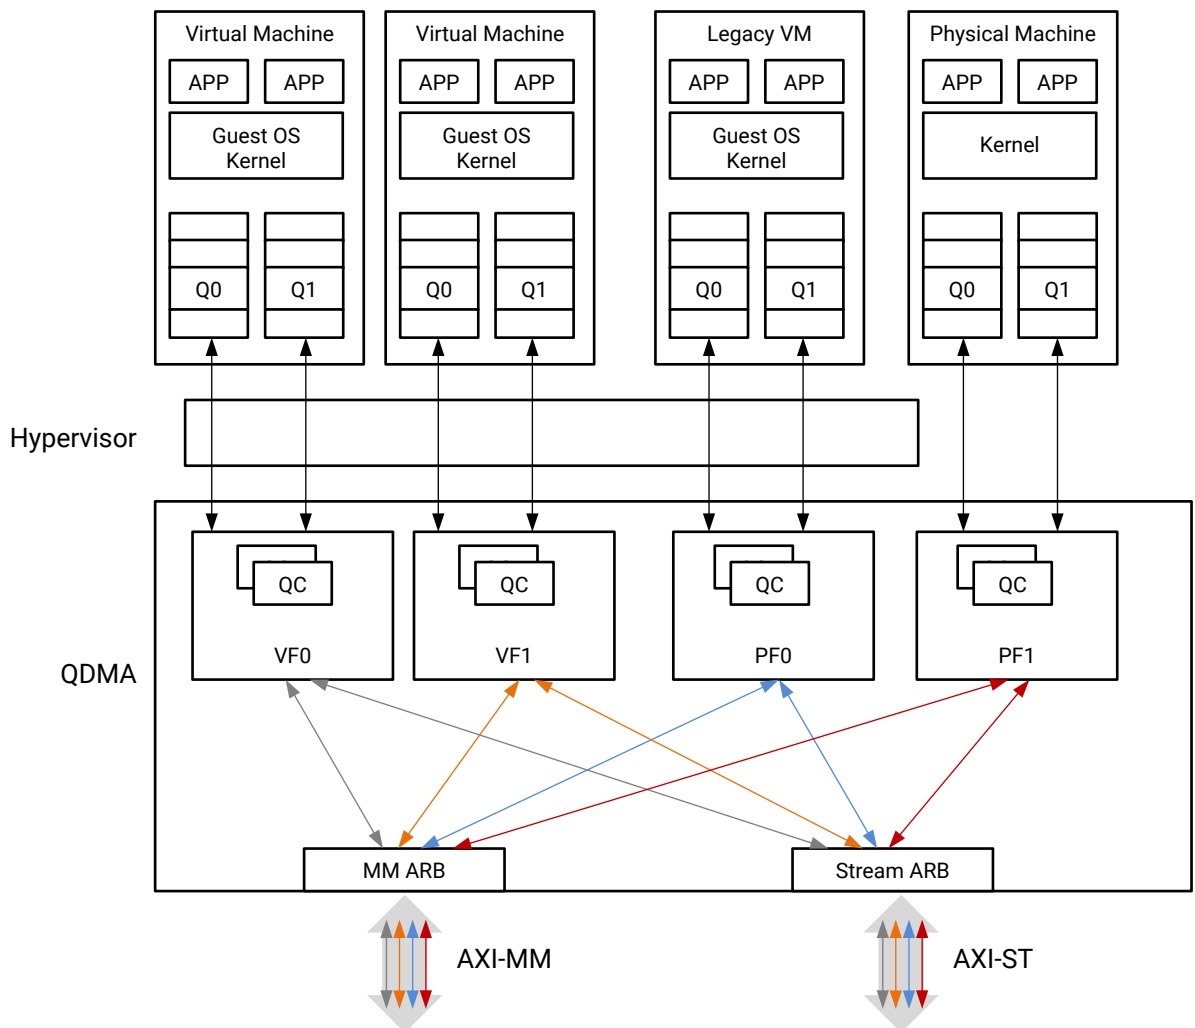 Virtual Machine
Virtual Machine
Legacy VM
Physical Machine
APP
APP
APP
APP
APP
APP
APP
APP
Guest OS
Kernel
Guest OS
Kernel
Guest OS
Kernel
Kernel
Q0
Q1
Q0
Q1
Q0
Q1
Q0
Q1
Hypervisor
QDMA
QC
QC
QC
QC
VF0
VF1
PF0
PF1
MM ARB
Stream ARB
AXI-MM
AXI-ST